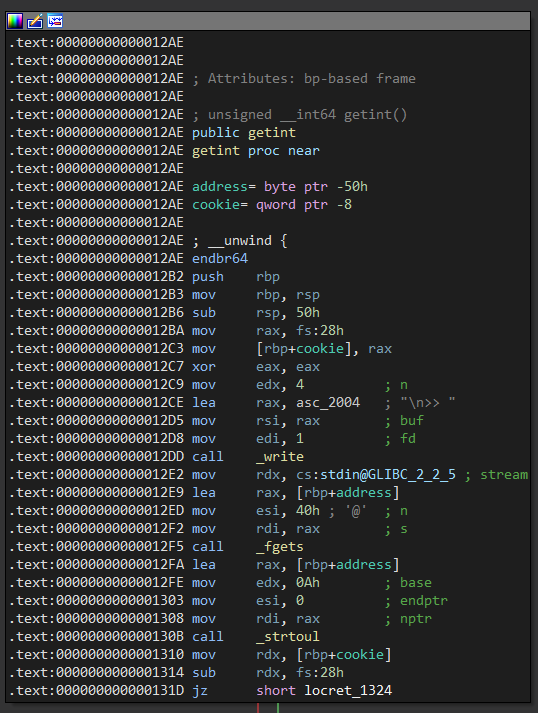 .text:00000000000012AE
.text:00000000000012AE
.text:00000000000012AE ; Attributes: bp-based frame
.text:00000000000012AE
.text:00000000000012AE ; unsigned __int64 getint()
.text:00000000000012AE public getint
.text:00000000000012AE getint proc near
.text:00000000000012AE
.text:00000000000012AE address= byte ptr -50h
.text:00000000000012AE cookie= qword ptr -8
.text:00000000000012AE
.text:00000000000012AE ; __unwind {
.text:00000000000012AE endbr64
.text:00000000000012B2 push    rbp
.text:00000000000012B3 mov     rbp, rsp
.text:00000000000012B6 sub     rsp, 50h
.text:00000000000012BA mov     rax, fs:28h
.text:00000000000012C3 mov     [rbp+cookie], rax
.text:00000000000012C7 xor     eax, eax
.text:00000000000012C9 mov     edx, 4          ; n
.text:00000000000012CE lea     rax, asc_2004   ; "\n>> "
.text:00000000000012D5 mov     rsi, rax        ; buf
.text:00000000000012D8 mov     edi, 1          ; fd
.text:00000000000012DD call    _write
.text:00000000000012E2 mov     rdx, cs:stdin@GLIBC_2_2_5 ; stream
.text:00000000000012E9 lea     rax, [rbp+address]
.text:00000000000012ED mov     esi, 40h ; '@'  ; n
.text:00000000000012F2 mov     rdi, rax        ; s
.text:00000000000012F5 call    _fgets
.text:00000000000012FA lea     rax, [rbp+address]
.text:00000000000012FE mov     edx, 0Ah        ; base
.text:0000000000001303 mov     esi, 0          ; endptr
.text:0000000000001308 mov     rdi, rax        ; nptr
.text:000000000000130B call    _strtoul
.text:0000000000001310 mov     rdx, [rbp+cookie]
.text:0000000000001314 sub     rdx, fs:28h
.text:000000000000131D jz      short locret_1324